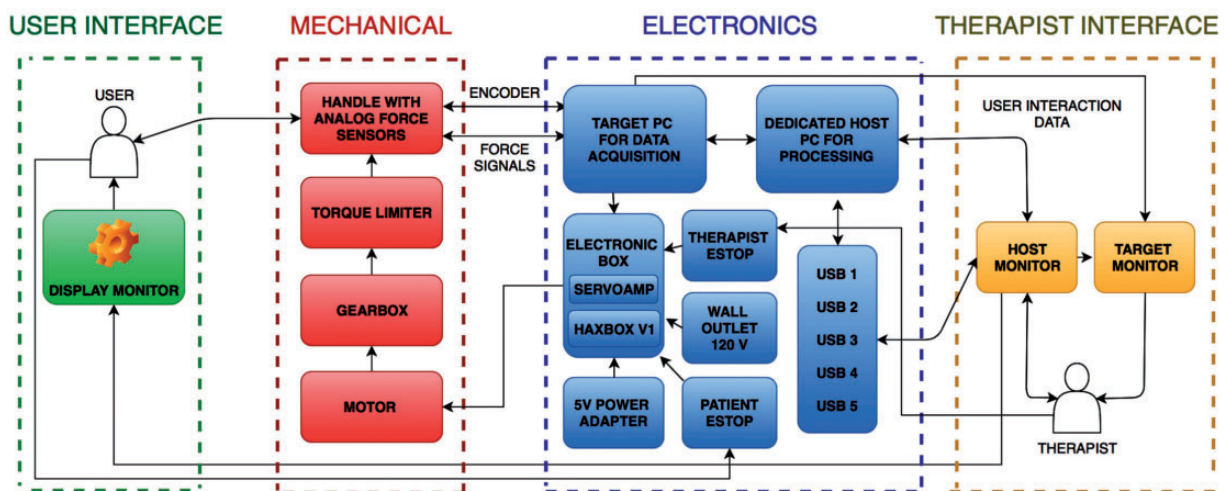 USER INTERFACE
MECHANICAL
ELECTRONICS
THERAPIST INTERFACE
USER
DISPLAY MONITOR
HANDLE WITH
ANALOG FORCE
SENSORS
TORQUE LIMITER
GEARBOX
MOTOR
ENCODER
FORCE
SIGNALS
TARGET PC
FOR DATA
ACQUISITION
DEDICATED HOST
PC FOR
PROCESSING
ELECTRONIC
BOX
SERVOAMP
HAXBOX V1
THERAPIST
ESTOP
WALL
OUTLET
120 V
5V POWER
ADAPTER
PATIENT
ESTOP
USB 1
USB 2
USB 3
USB 4
USB 5
USER INTERACTION
DATA
HOST
MONITOR
TARGET
MONITOR
THERAPIST